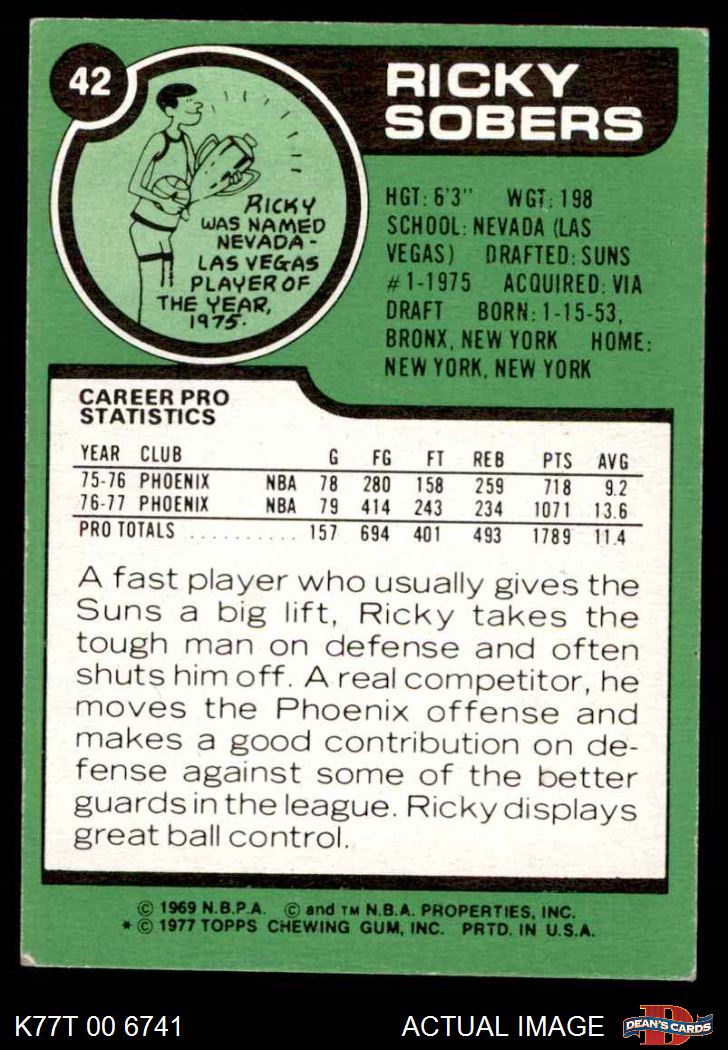 42
RICKY
SOBERS
RICKY
WAS NAMED
NEVADA-
LAS VEGAS
PLAYER OF
THE YEAR,
1975.
HGT: 6'3" WGT: 198
SCHOOL: NEVADA (LAS
VEGAS) DRAFTED: SUNS
#1-1975 ACQUIRED: VIA
DRAFT BORN: 1-15-53,
BRONX, NEW YORK HOME:
NEW YORK, NEW YORK
CAREER PRO
STATISTICS
YEAR CLUB G FG FT REB PTS AVG
75-76 PHOENIX NBA 78 280 158 259 718 9.2
76-77 PHOENIX NBA 79 414 243 234 1071 13.6
PRO TOTALS .......... 157 694 401 493 1789 11.4
A fast player who usually gives the
Suns a big lift, Ricky takes the
tough man on defense and often
shuts him off. A real competitor, he
moves the Phoenix offense and
makes a good contribution on de-
fense against some of the better
guards in the league. Ricky displays
great ball control.
© 1969 N.B.P.A. © and TM N.B.A. PROPERTIES, INC.
* © 1977 TOPPS CHEWING GUM, INC. PRTD. IN U.S.A.
K77T 00 6741 ACTUAL IMAGE D DEAN'S CARDS